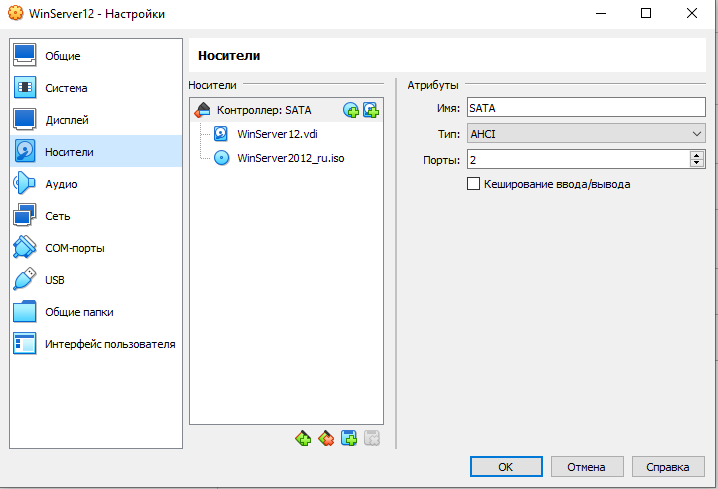 WinServer12 - Настройки
Общие
Система
Дисплей
Носители
Аудио
Сеть
COM-порты
USB
Общие папки
Интерфейс пользователя
Носители
Носители
Контроллер: SATA
WinServer12.vdi
WinServer2012_ru.iso
Атрибуты
Имя: SATA
Тип: AHCI
Порты: 2
Кеширование ввода/вывода
OK Отмена Справка